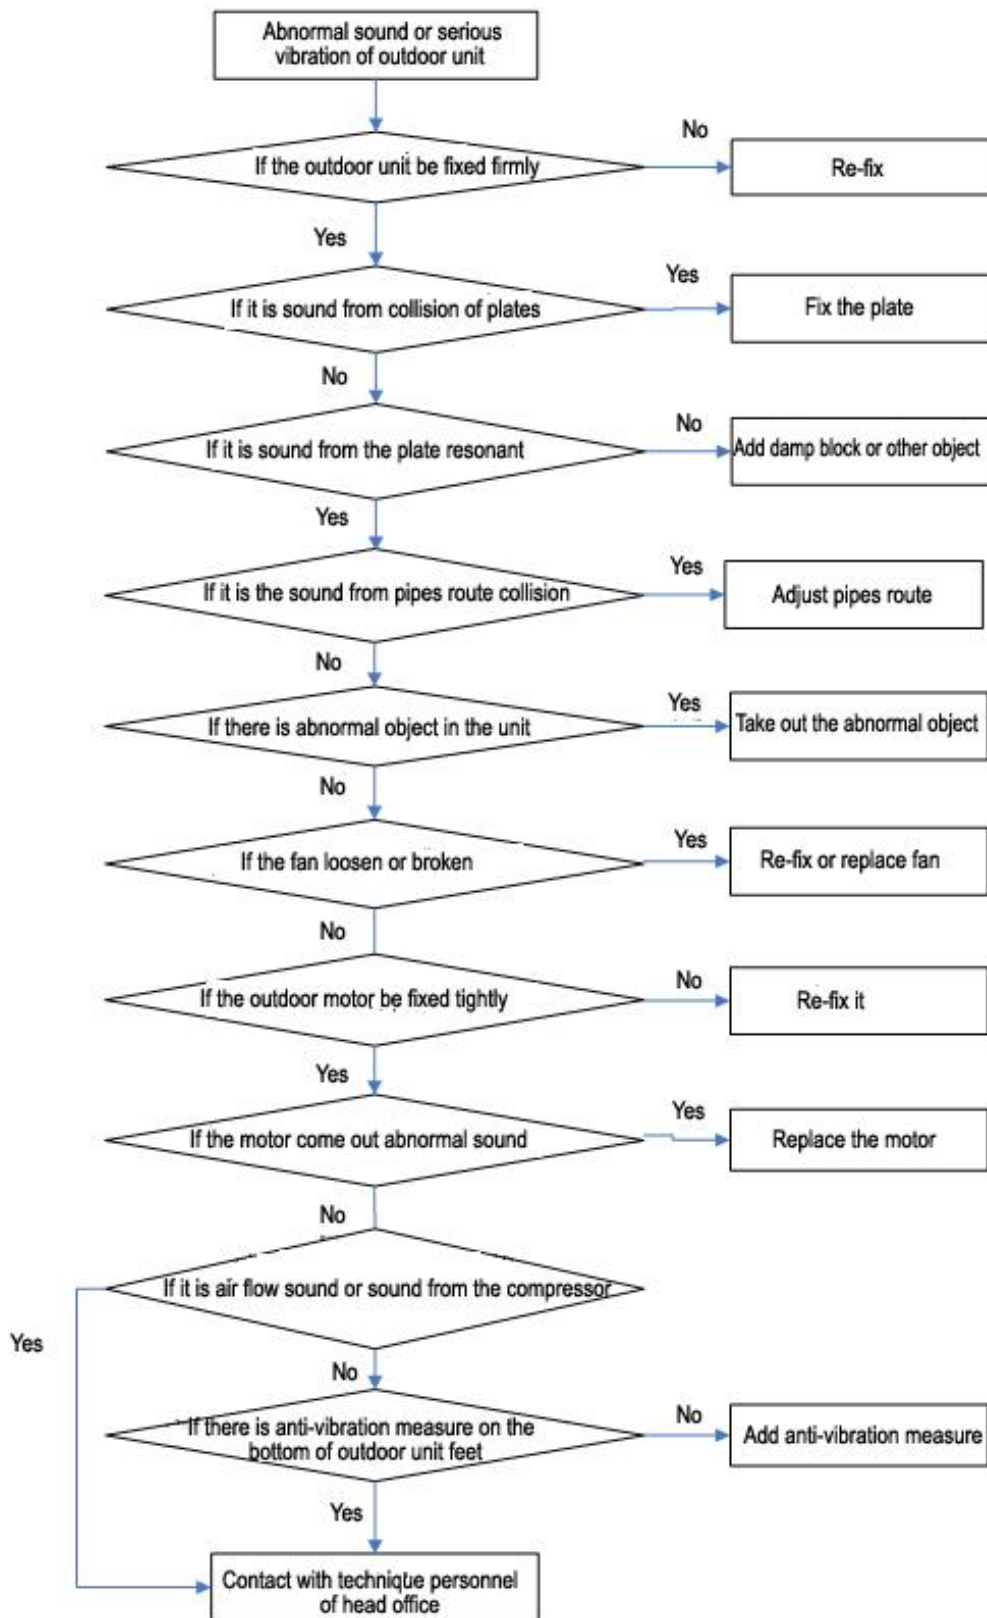 Abnormal sound or serious
vibration of outdoor unit
No
If the outdoor unit be fixed firmly
Re-fix
Yes
Yes
If it is sound from collision of plates
Fix the plate
No
No
If it is sound from the plate resonant
Add damp block or other object
Yes
Yes
If it is the sound from pipes route collision
Adjust pipes route
No
Yes
If there is abnormal object in the unit
Take out the abnormal object
No
Yes
If the fan loosen or broken
Re-fix or replace fan
No
No
If the outdoor motor be fixed tightly
Re-fix it
Yes
Yes
If the motor come out abnormal sound
Replace the motor
No
If it is air flow sound or sound from the compressor
Yes
No
No
If there is anti-vibration measure on the
bottom of outdoor unit feet
Add anti-vibration measure
Yes
Contact with technique personnel
of head office